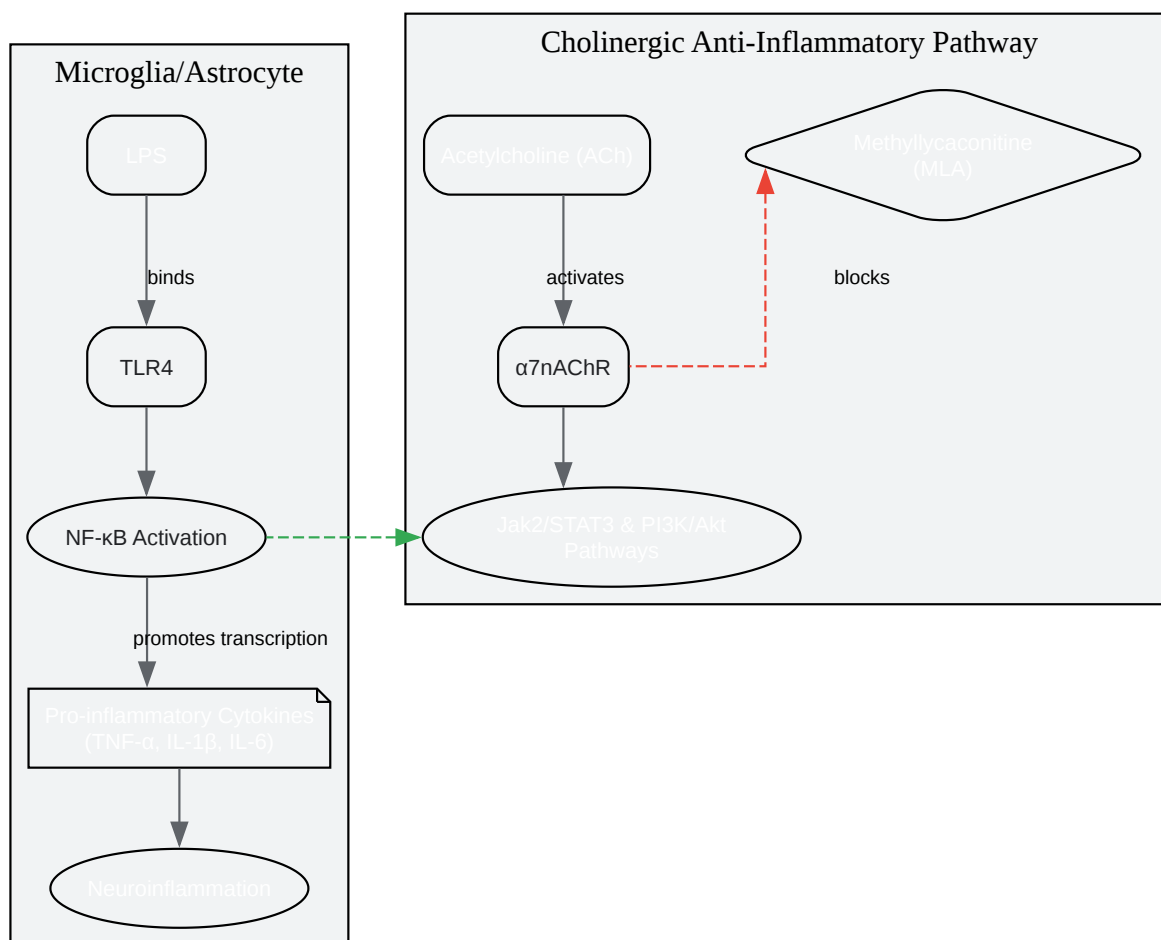 Microglia/Astrocyte
LPS
binds
TLR4
NF-κB Activation
promotes transcription
Pro-inflammatory Cytokines
(TNF-α, IL-1β, IL-6)
Neuroinflammation
Cholinergic Anti-Inflammatory Pathway
Acetylcholine (ACh)
Methyllycaconitine
(MLA)
activates
blocks
α7nAChR
Jak2/STAT3 & PI3K/Akt
Pathways